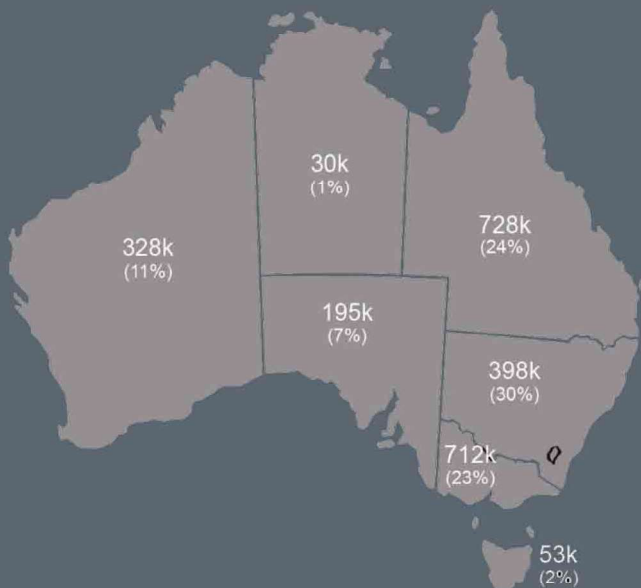 30k
(1%)
728k
(24%)
328k
(11%)
195k
(7%)
398k
(30%)
712k
(23%)
53k
(2%)